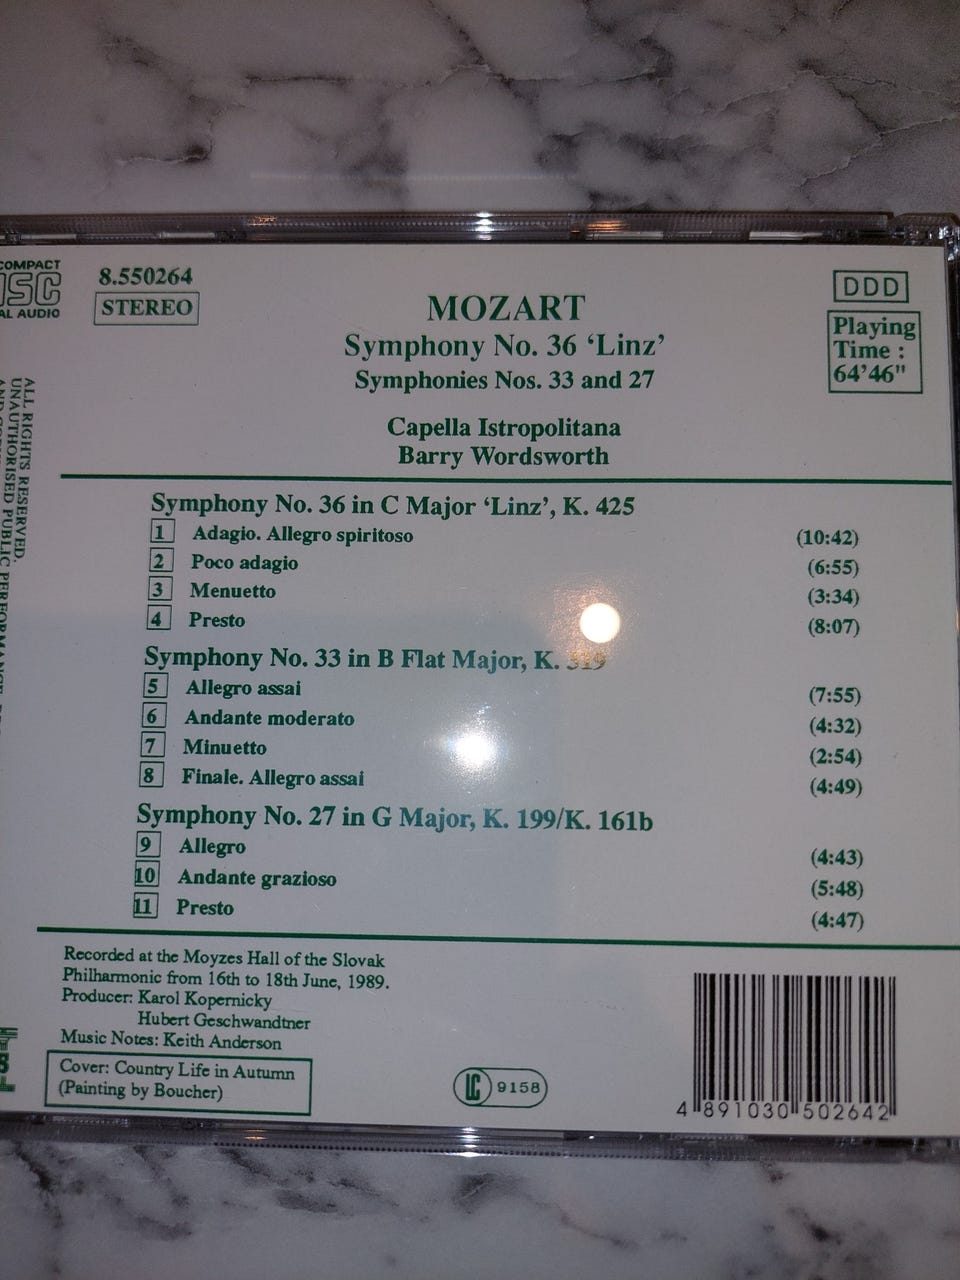 COMPACT
DISC
AL AUDIO
8.550264
STEREO
DDD
Playing
Time :
64'46"
MOZART
Symphony No. 36 ‘Linz’
Symphonies Nos. 33 and 27
Capella Istropolitana
Barry Wordsworth
ALL RIGHTS RESERVED.
UNAUTHORISED PUBLIC PERFORMANCE,
Symphony No. 36 in C Major ‘Linz’, K. 425
1 Adagio. Allegro spiritoso (10:42)
2 Poco adagio (6:55)
3 Menuetto (3:34)
4 Presto (8:07)
Symphony No. 33 in B Flat Major, K. 319
5 Allegro assai (7:55)
6 Andante moderato (4:32)
7 Minuetto (2:54)
8 Finale. Allegro assai (4:49)
Symphony No. 27 in G Major, K. 199/K. 161b
9 Allegro (4:43)
10 Andante grazioso (5:48)
11 Presto (4:47)
Recorded at the Moyzes Hall of the Slovak
Philharmonic from 16th to 18th June, 1989.
Producer: Karol Kopernicky
Hubert Geschwandtner
Music Notes: Keith Anderson
Cover: Country Life in Autumn
(Painting by Boucher)
LC 9158
4 891030 502642